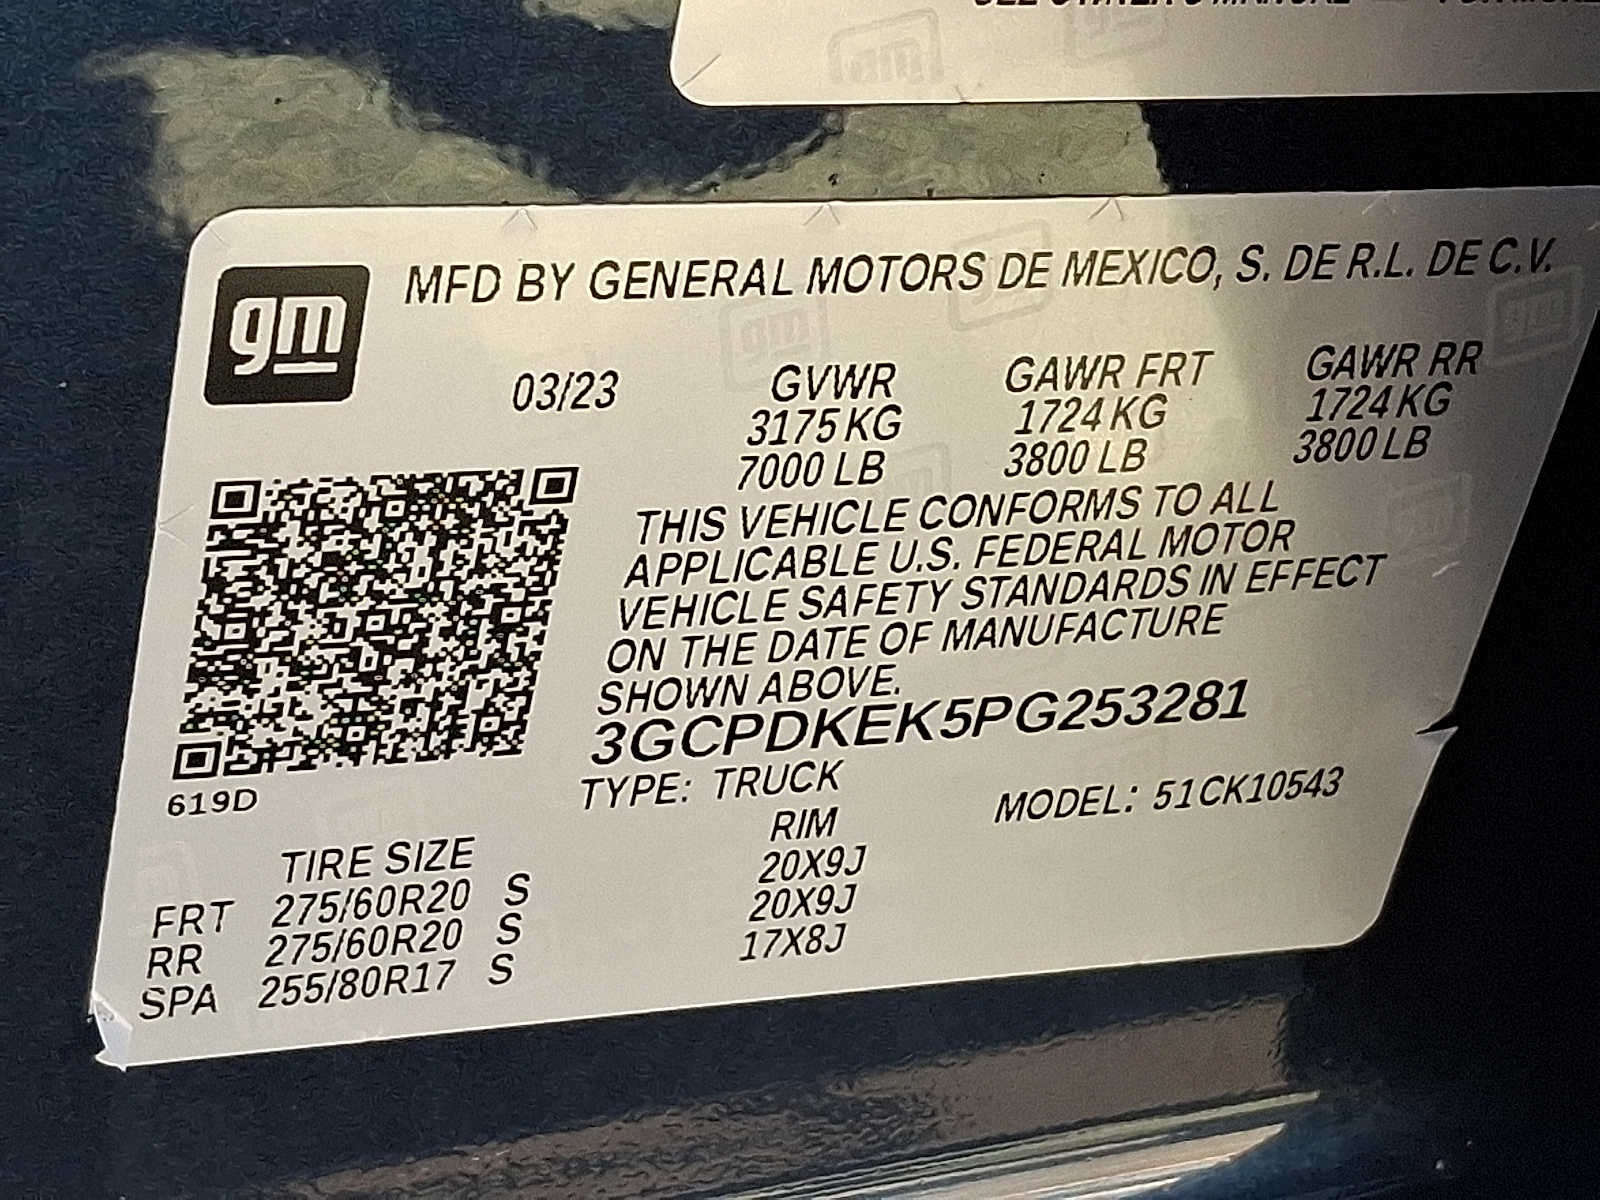 SEE OWNER'S MANUAL
gm MFD BY GENERAL MOTORS DE MEXICO, S. DE R.L. DE C.V.
03/23 GVWR GAWR FRT GAWR RR
3175 KG 1724 KG 1724 KG
7000 LB 3800 LB 3800 LB
THIS VEHICLE CONFORMS TO ALL
APPLICABLE U.S. FEDERAL MOTOR
VEHICLE SAFETY STANDARDS IN EFFECT
ON THE DATE OF MANUFACTURE
SHOWN ABOVE.
3GCPDKEK5PG253281
619D
TYPE: TRUCK MODEL: 51CK10543
TIRE SIZE RIM
FRT 275/60R20 S 20X9J
RR 275/60R20 S 20X9J
SPA 255/80R17 S 17X8J